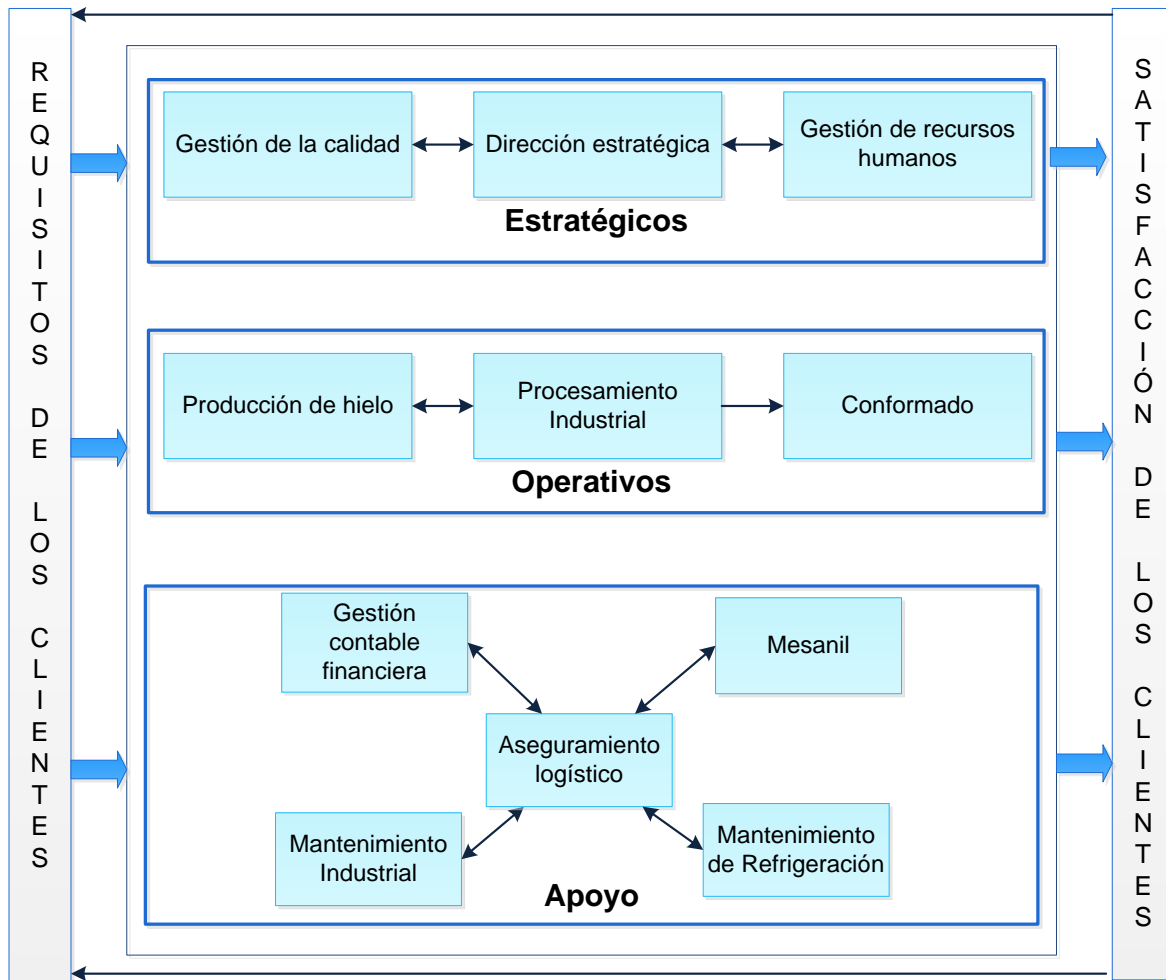 REQUISITOS DE LOS CLIENTES
Gestión de la calidad
Dirección estratégica
Gestión de recursos
humanos
Estratégicos
Producción de hielo
Procesamiento
Industrial
Conformado
Operativos
Gestión
contable
financiera
Mesanil
Aseguramiento
logístico
Mantenimiento
Industrial
Mantenimiento
de Refrigeración
Apoyo
SATISFACCIÓN DE LOS CLIENTES